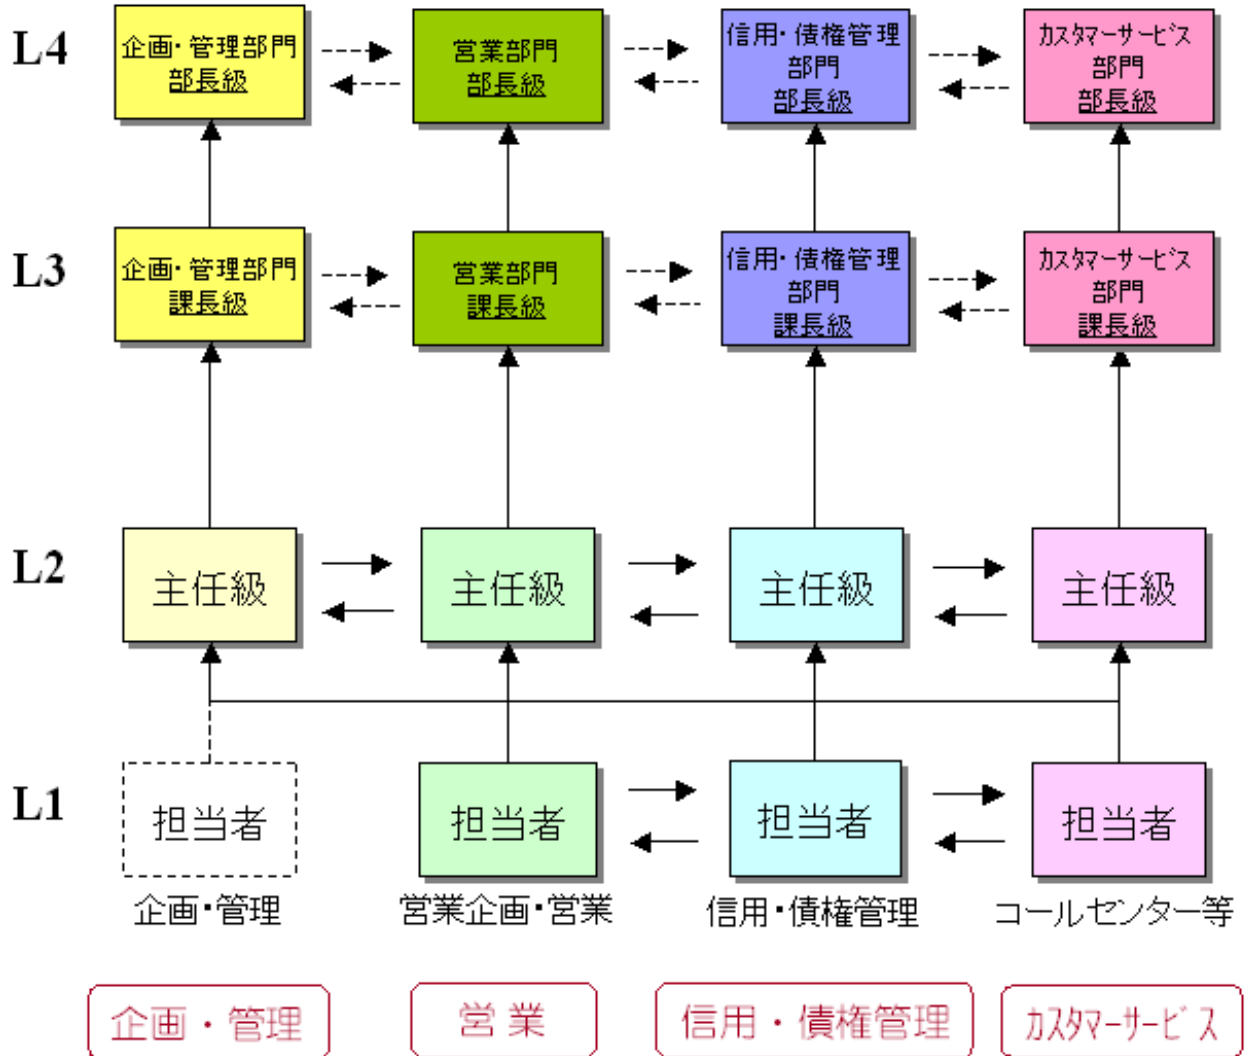 L4
企画・管理部門
部長級
営業部門
部長級
信用・債権管理
部門
部長級
カスタマーサービス
部門
部長級
L3
企画・管理部門
課長級
営業部門
課長級
信用・債権管理
部門
課長級
カスタマーサービス
部門
課長級
L2
主任級
主任級
主任級
主任級
L1
担当者
担当者
担当者
担当者
企画・管理
営業企画・営業
信用・債権管理
コールセンター等
企画・管理
営業
信用・債権管理
カスタマーサービス